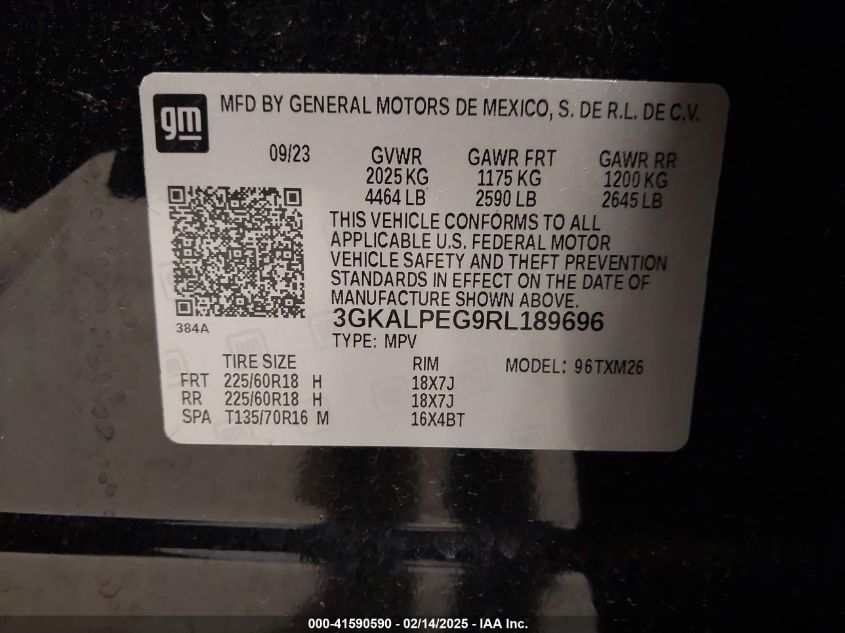 gm
MFD BY GENERAL MOTORS DE MEXICO, S. DE R.L. DE C.V.
09/23 GVWR GAWR FRT GAWR RR
2025 KG 1175 KG 1200 KG
4464 LB 2590 LB 2645 LB
THIS VEHICLE CONFORMS TO ALL
APPLICABLE U.S. FEDERAL MOTOR
VEHICLE SAFETY AND THEFT PREVENTION
STANDARDS IN EFFECT ON THE DATE OF
MANUFACTURE SHOWN ABOVE.
384A
3GKALPEG9RL189696
TYPE: MPV
TIRE SIZE RIM MODEL: 96TXM26
FRT 225/60R18 H 18X7J
RR 225/60R18 H 18X7J
SPA T135/70R16 M 16X4BT
000-41590590 - 02/14/2025 - IAA Inc.